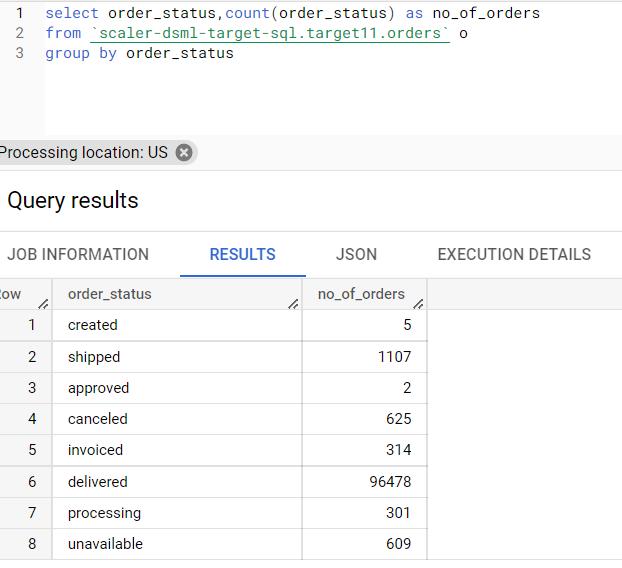 1 select order_status,count(order_status) as no_of_orders
2 from `scaler-dsml-target-sql.target11.orders` o
3 group by order_status
Processing location: US
Query results
JOB INFORMATION RESULTS JSON EXECUTION DETAILS
ow order_status no_of_orders
1 created 5
2 shipped 1107
3 approved 2
4 canceled 625
5 invoiced 314
6 delivered 96478
7 processing 301
8 unavailable 609